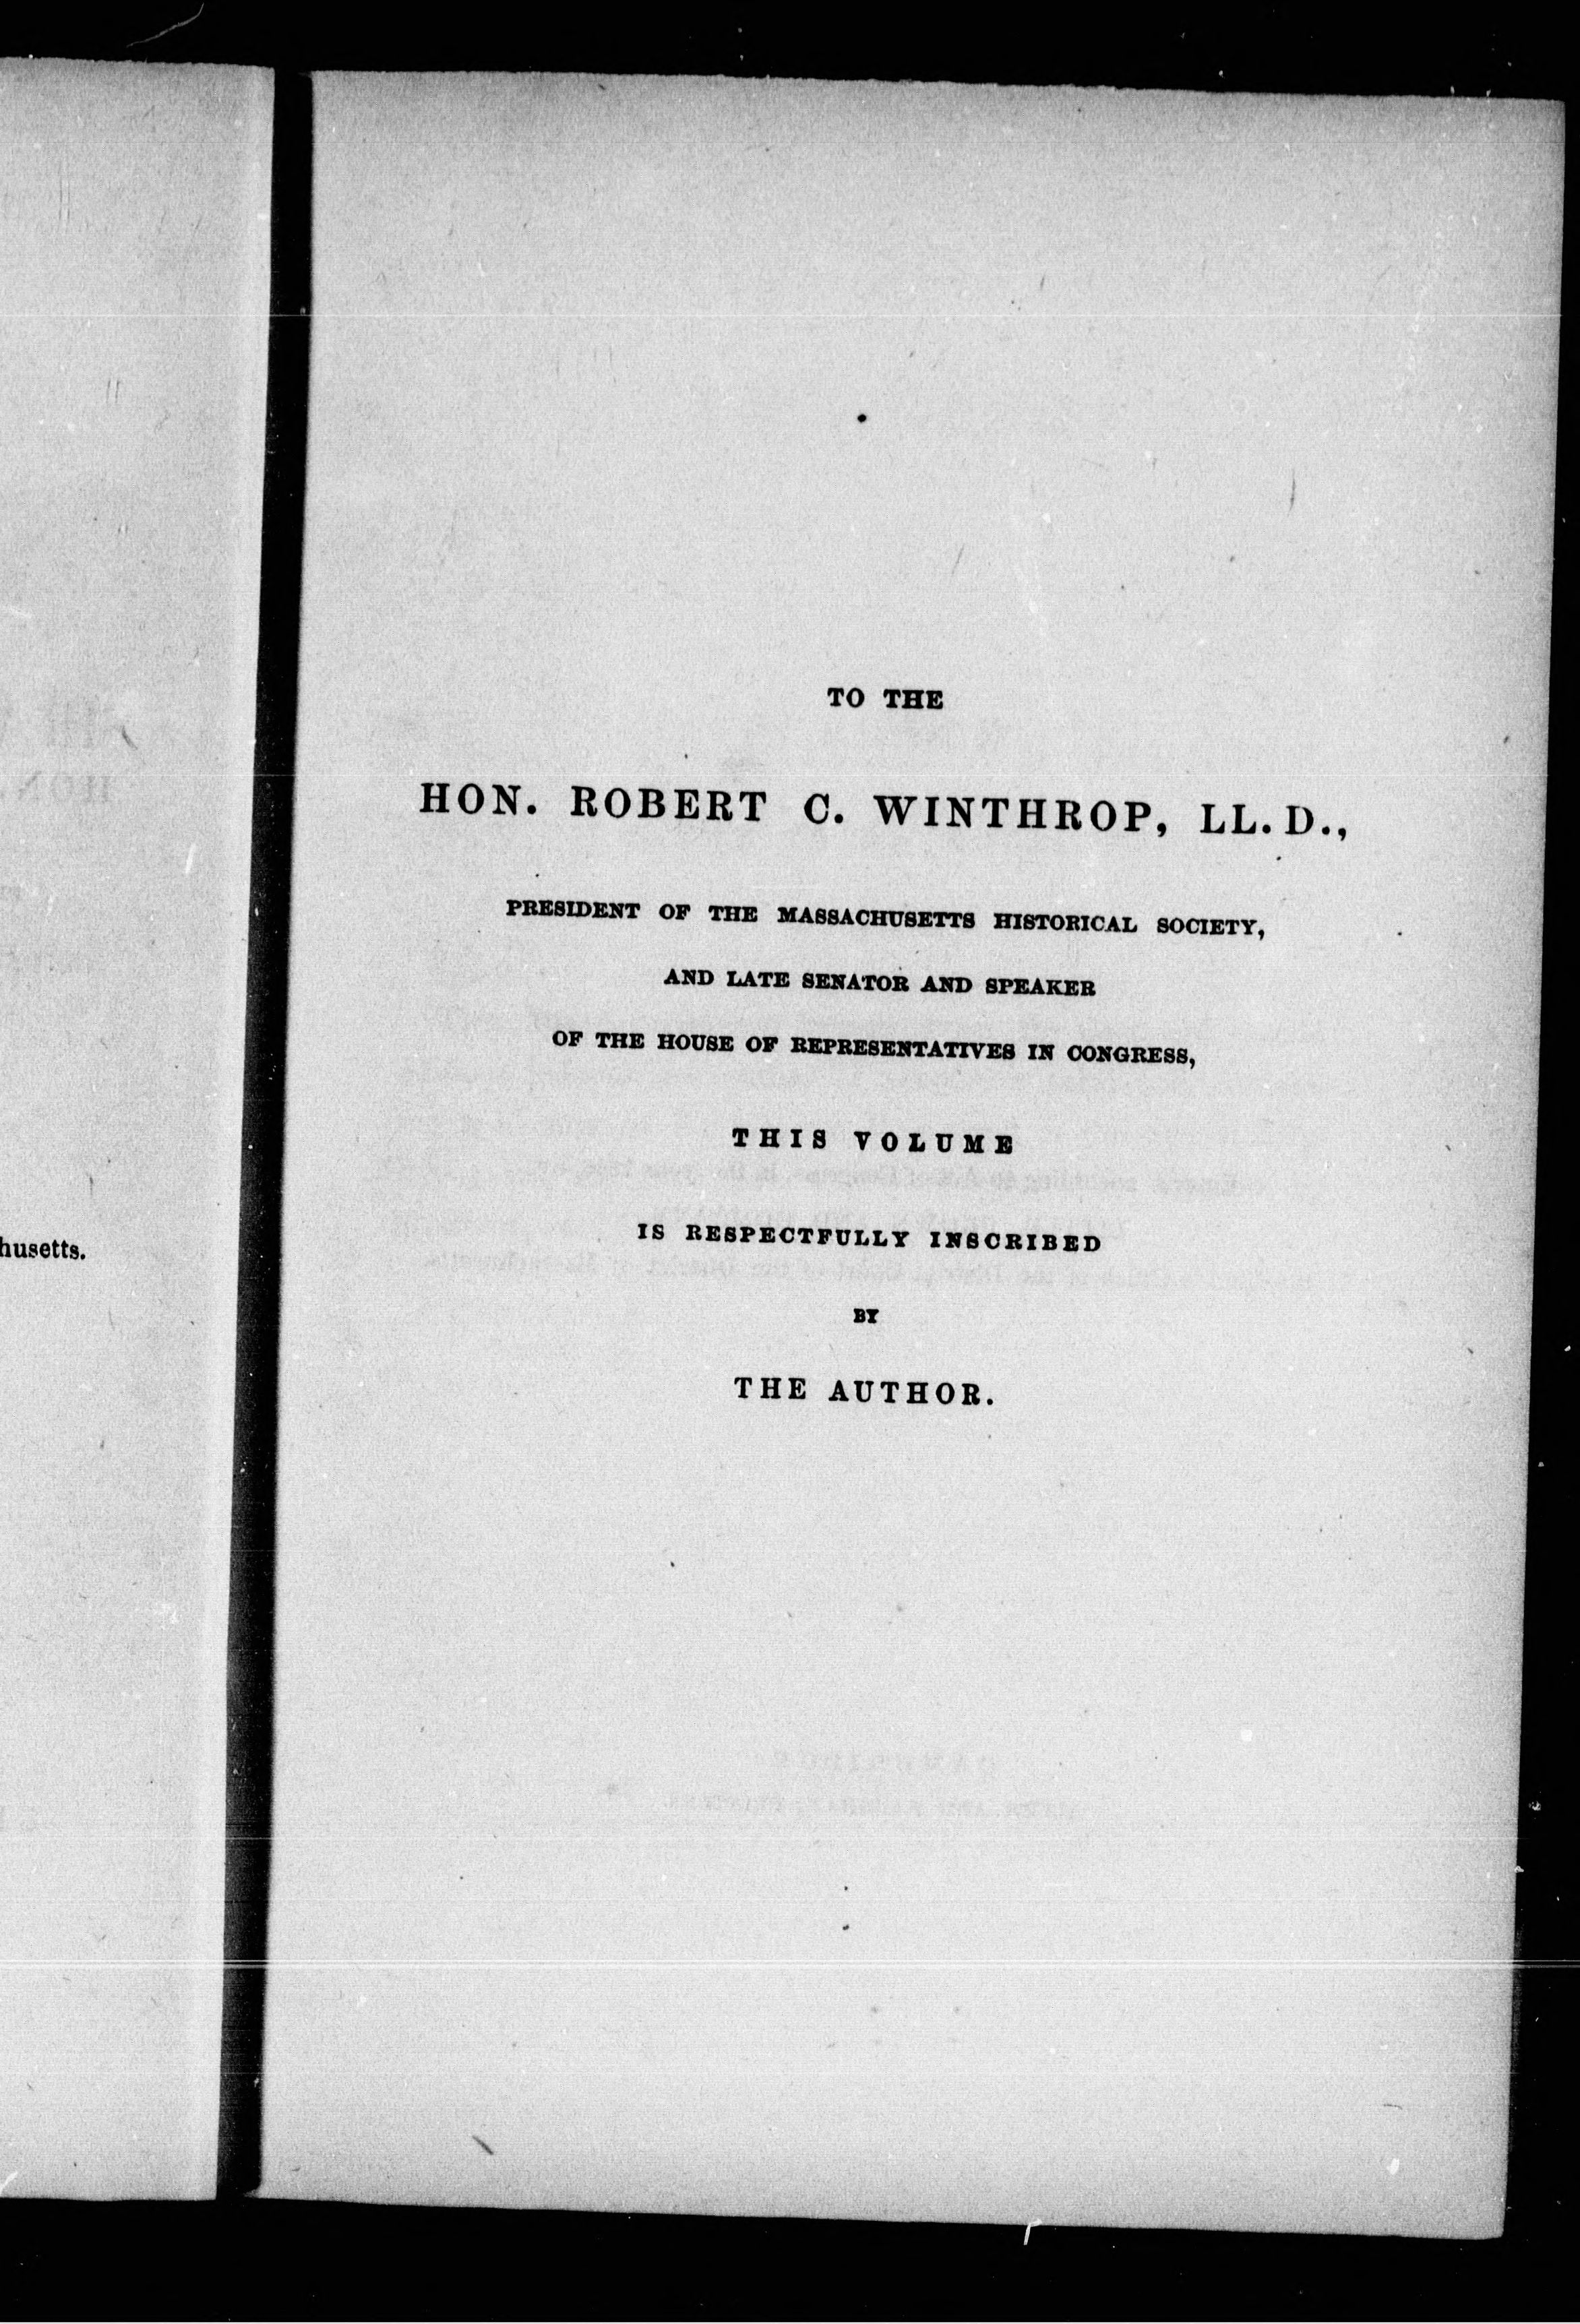 husetts.
TO THE
HON. ROBERT C. WINTHROP, LL. D.,
PRESIDENT OF THE MASSACHUSETTS HISTORICAL SOCIETY,
AND LATE SENATOR AND SPEAKER
OF THE HOUSE OF REPRESENTATIVES IN CONGRESS,
THIS VOLUME
IS RESPECTFULLY INSCRIBED
BY
THE AUTHOR.